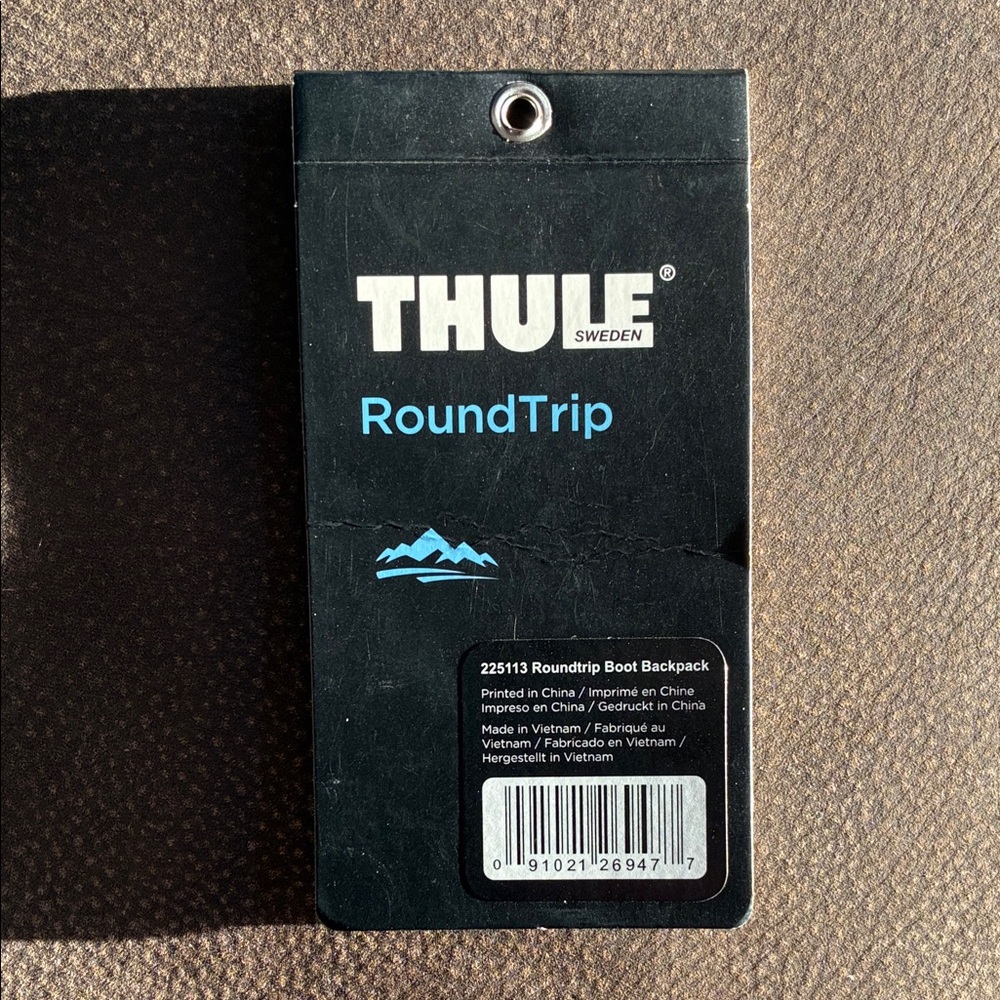 THULE®
SWEDEN
RoundTrip
225113 Roundtrip Boot Backpack
Printed in China / Imprimé en Chine
Impreso en China / Gedruckt in China
Made in Vietnam / Fabriqué au
Vietnam / Fabricado en Vietnam /
Hergestellt in Vietnam
0 91021 26947 7